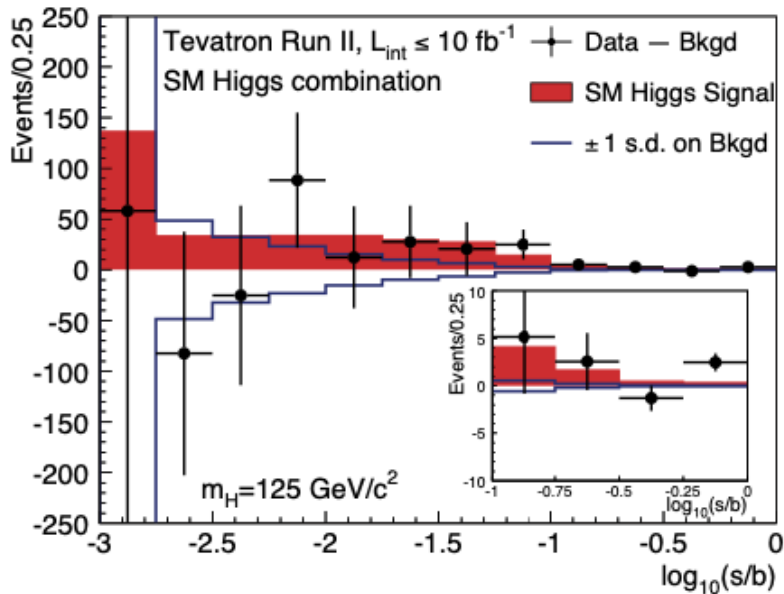 Events/0.25
250
200
150
100
50
0
-50
-100
-150
-200
-250
Tevatron Run II, L_int ≤ 10 fb⁻¹
SM Higgs combination
Data — Bkgd
SM Higgs Signal
± 1 s.d. on Bkgd
m_H=125 GeV/c²
Events/0.25
10
5
0
-5
-10
-1 -0.75 -0.5 -0.25 0
log₁₀(s/b)
-3 -2.5 -2 -1.5 -1 -0.5 0
log₁₀(s/b)